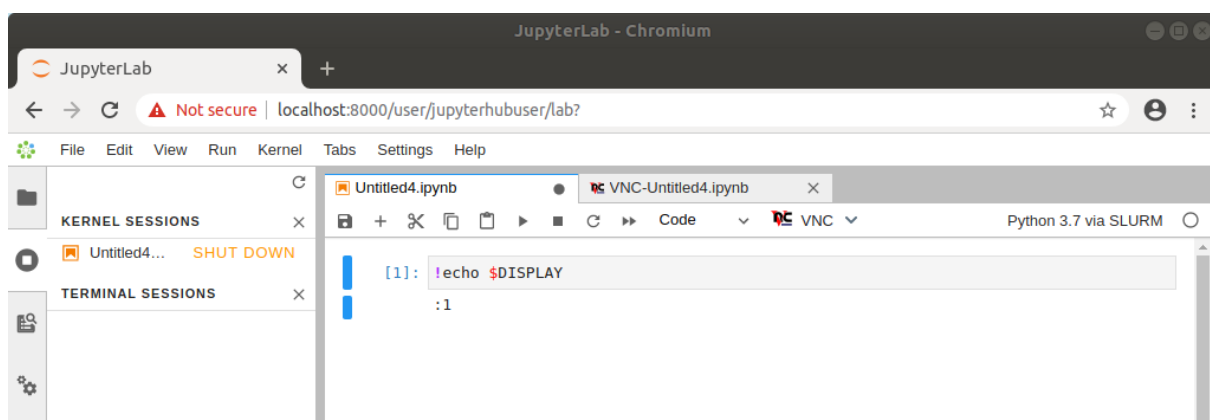 JupyterLab - Chromium
JupyterLab
Not secure | localhost:8000/user/jupyterhubuser/lab?
File Edit View Run Kernel Tabs Settings Help
Untitled4.ipynb VNC-Untitled4.ipynb
KERNEL SESSIONS
Code VNC Python 3.7 via SLURM
Untitled4... SHUT DOWN
[1]: !echo $DISPLAY
TERMINAL SESSIONS
:1